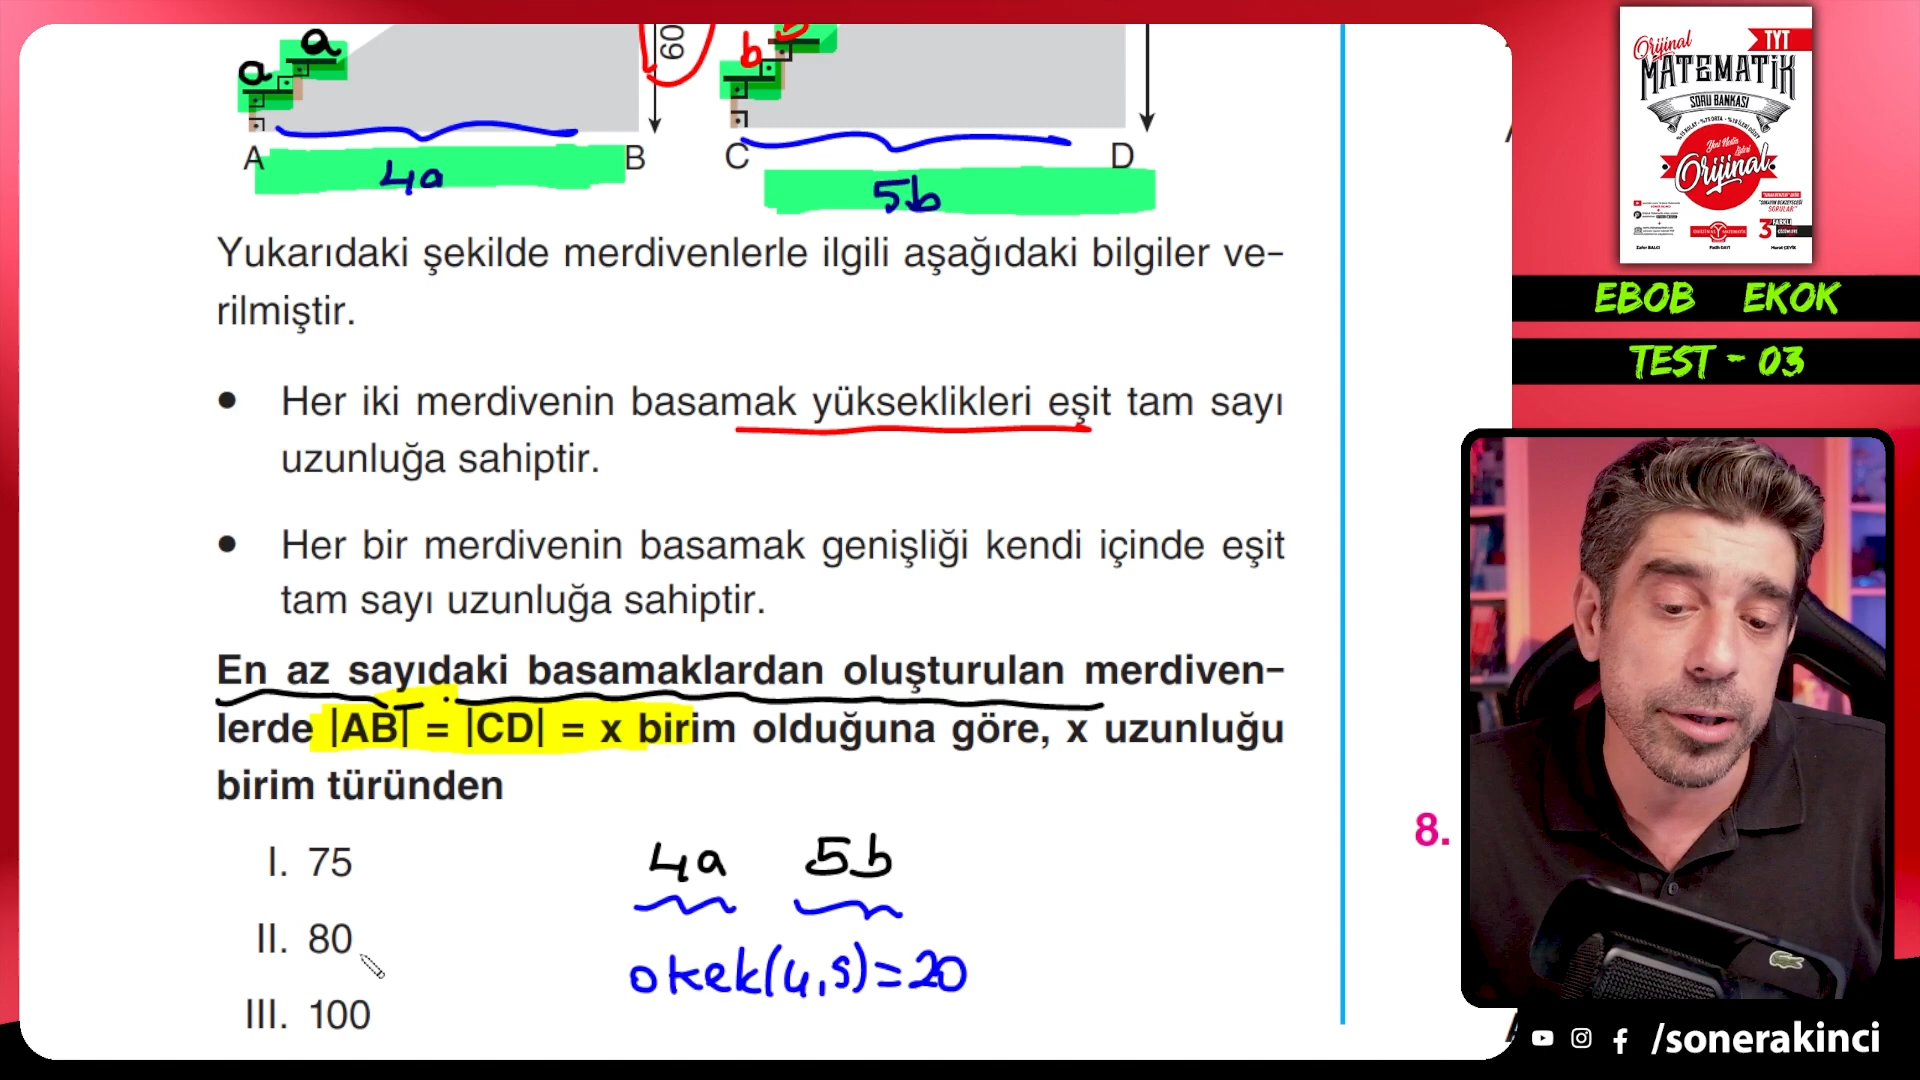 a
a
60
b
A
B
C
D
4a
5b
Yukarıdaki şekilde merdivenlerle ilgili aşağıdaki bilgiler ve-
rilmiştir.
• Her iki merdivenin basamak yükseklikleri eşit tam sayı
uzunluğa sahiptir.
• Her bir merdivenin basamak genişliği kendi içinde eşit
tam sayı uzunluğa sahiptir.
En az sayıdaki basamaklardan oluşturulan merdiven-
lerde |AB| = |CD| = x birim olduğuna göre, x uzunluğu
birim türünden
I. 75
II. 80
III. 100
4a 5b
okek(4,5)=20
8.
Orijinal
TYT
MATEMATİK
SORU BANKASI
Yeni Nesil
Orijinal
EBOB EKOK
TEST - 03
/sonerakinci